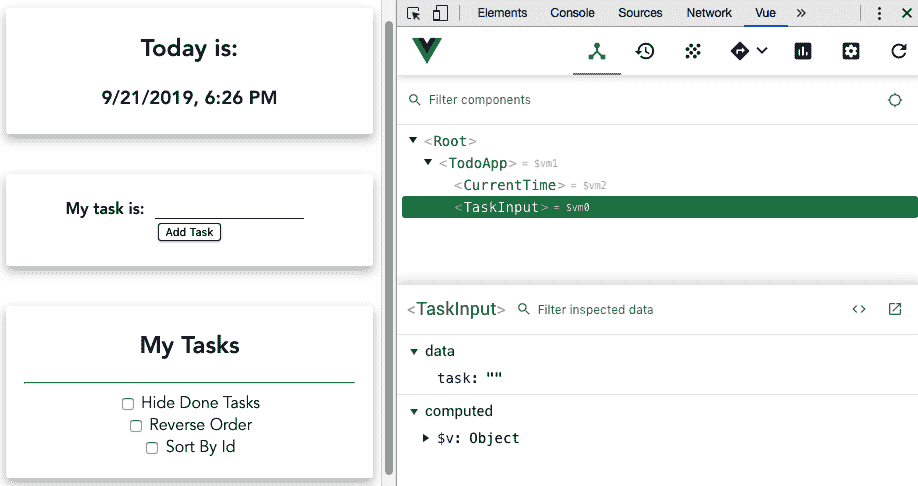 Today is:
9/21/2019, 6:26 PM
My task is:
Add Task
My Tasks
Hide Done Tasks
Reverse Order
Sort By Id
Elements Console Sources Network Vue »
Filter components
<Root>
<TodoApp> = $vm1
<CurrentTime> = $vm2
<TaskInput> = $vm0
<TaskInput> Filter inspected data <>
data
task: ""
computed
$v: Object